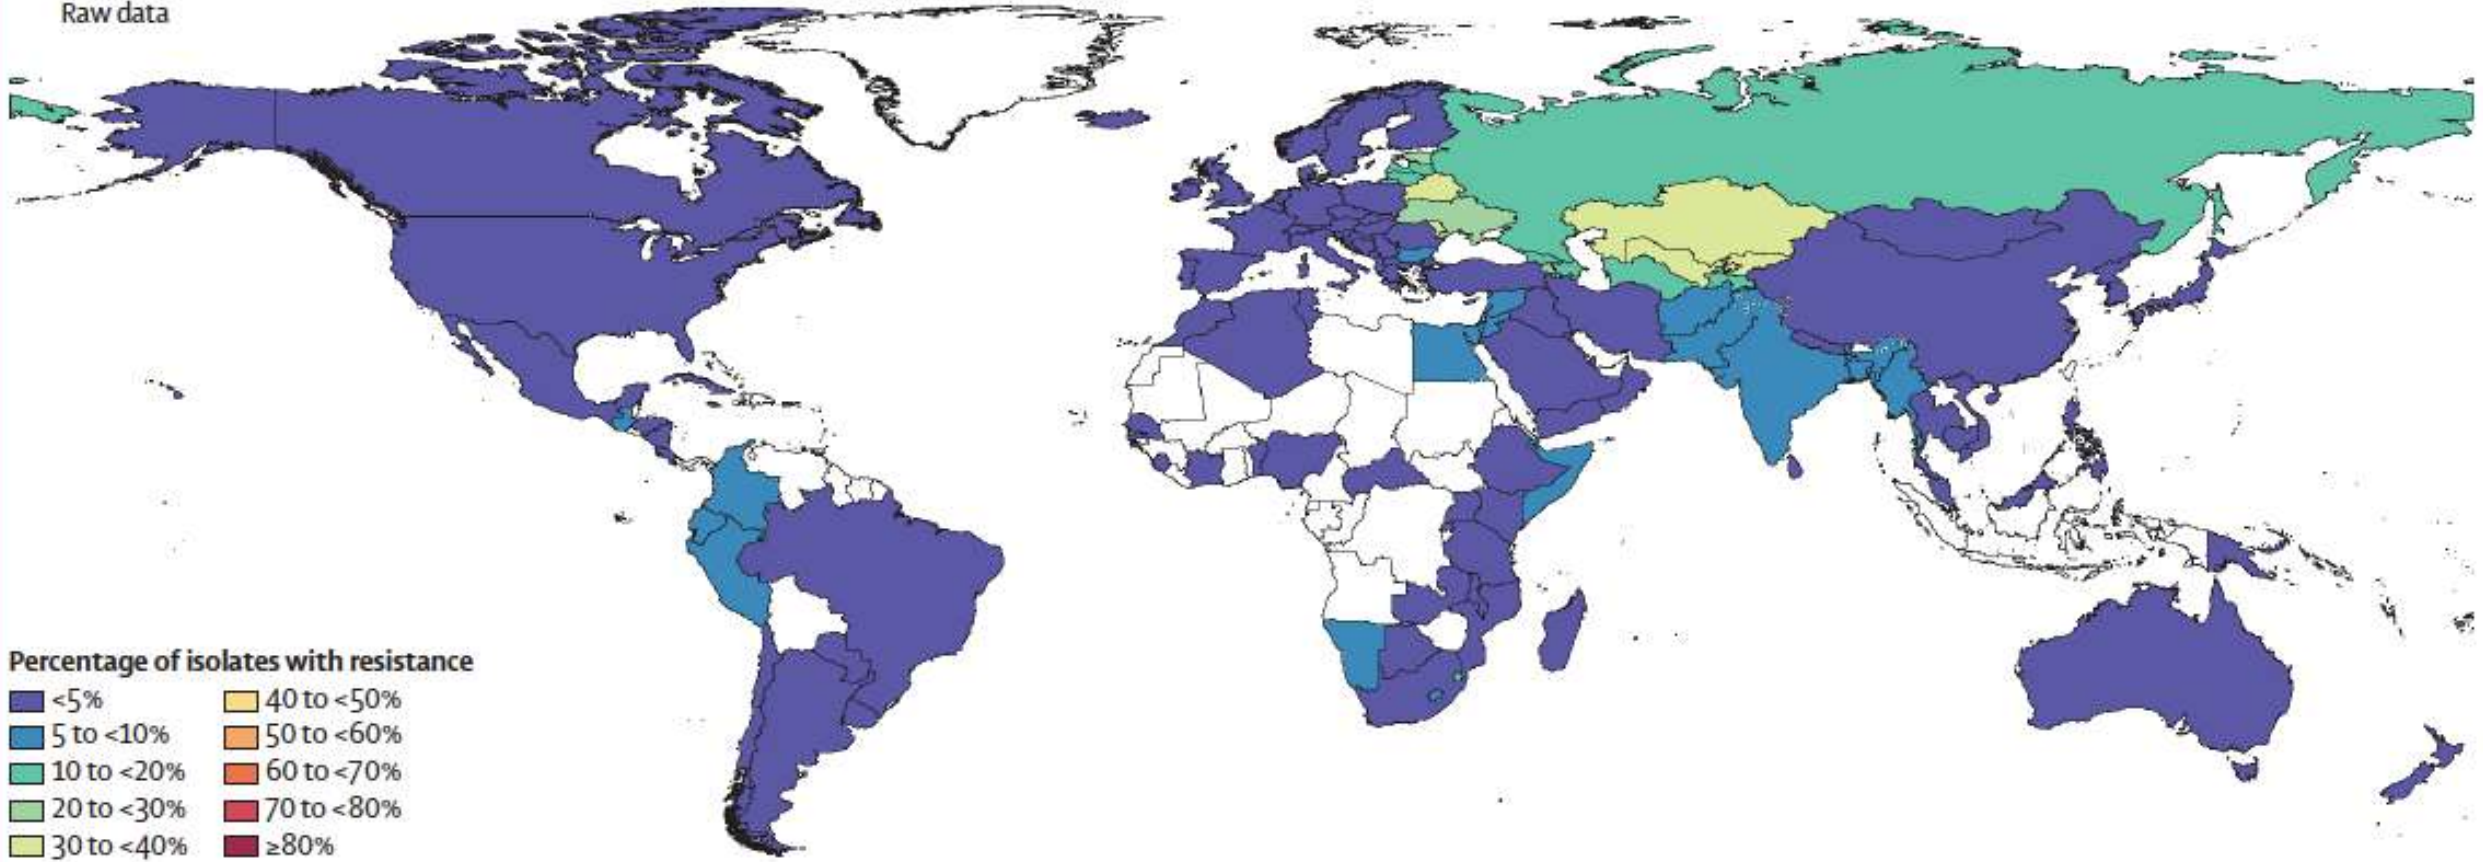 Raw data
Percentage of isolates with resistance
<5%
5 to <10%
10 to <20%
20 to <30%
30 to <40%
40 to <50%
50 to <60%
60 to <70%
70 to <80%
≥80%